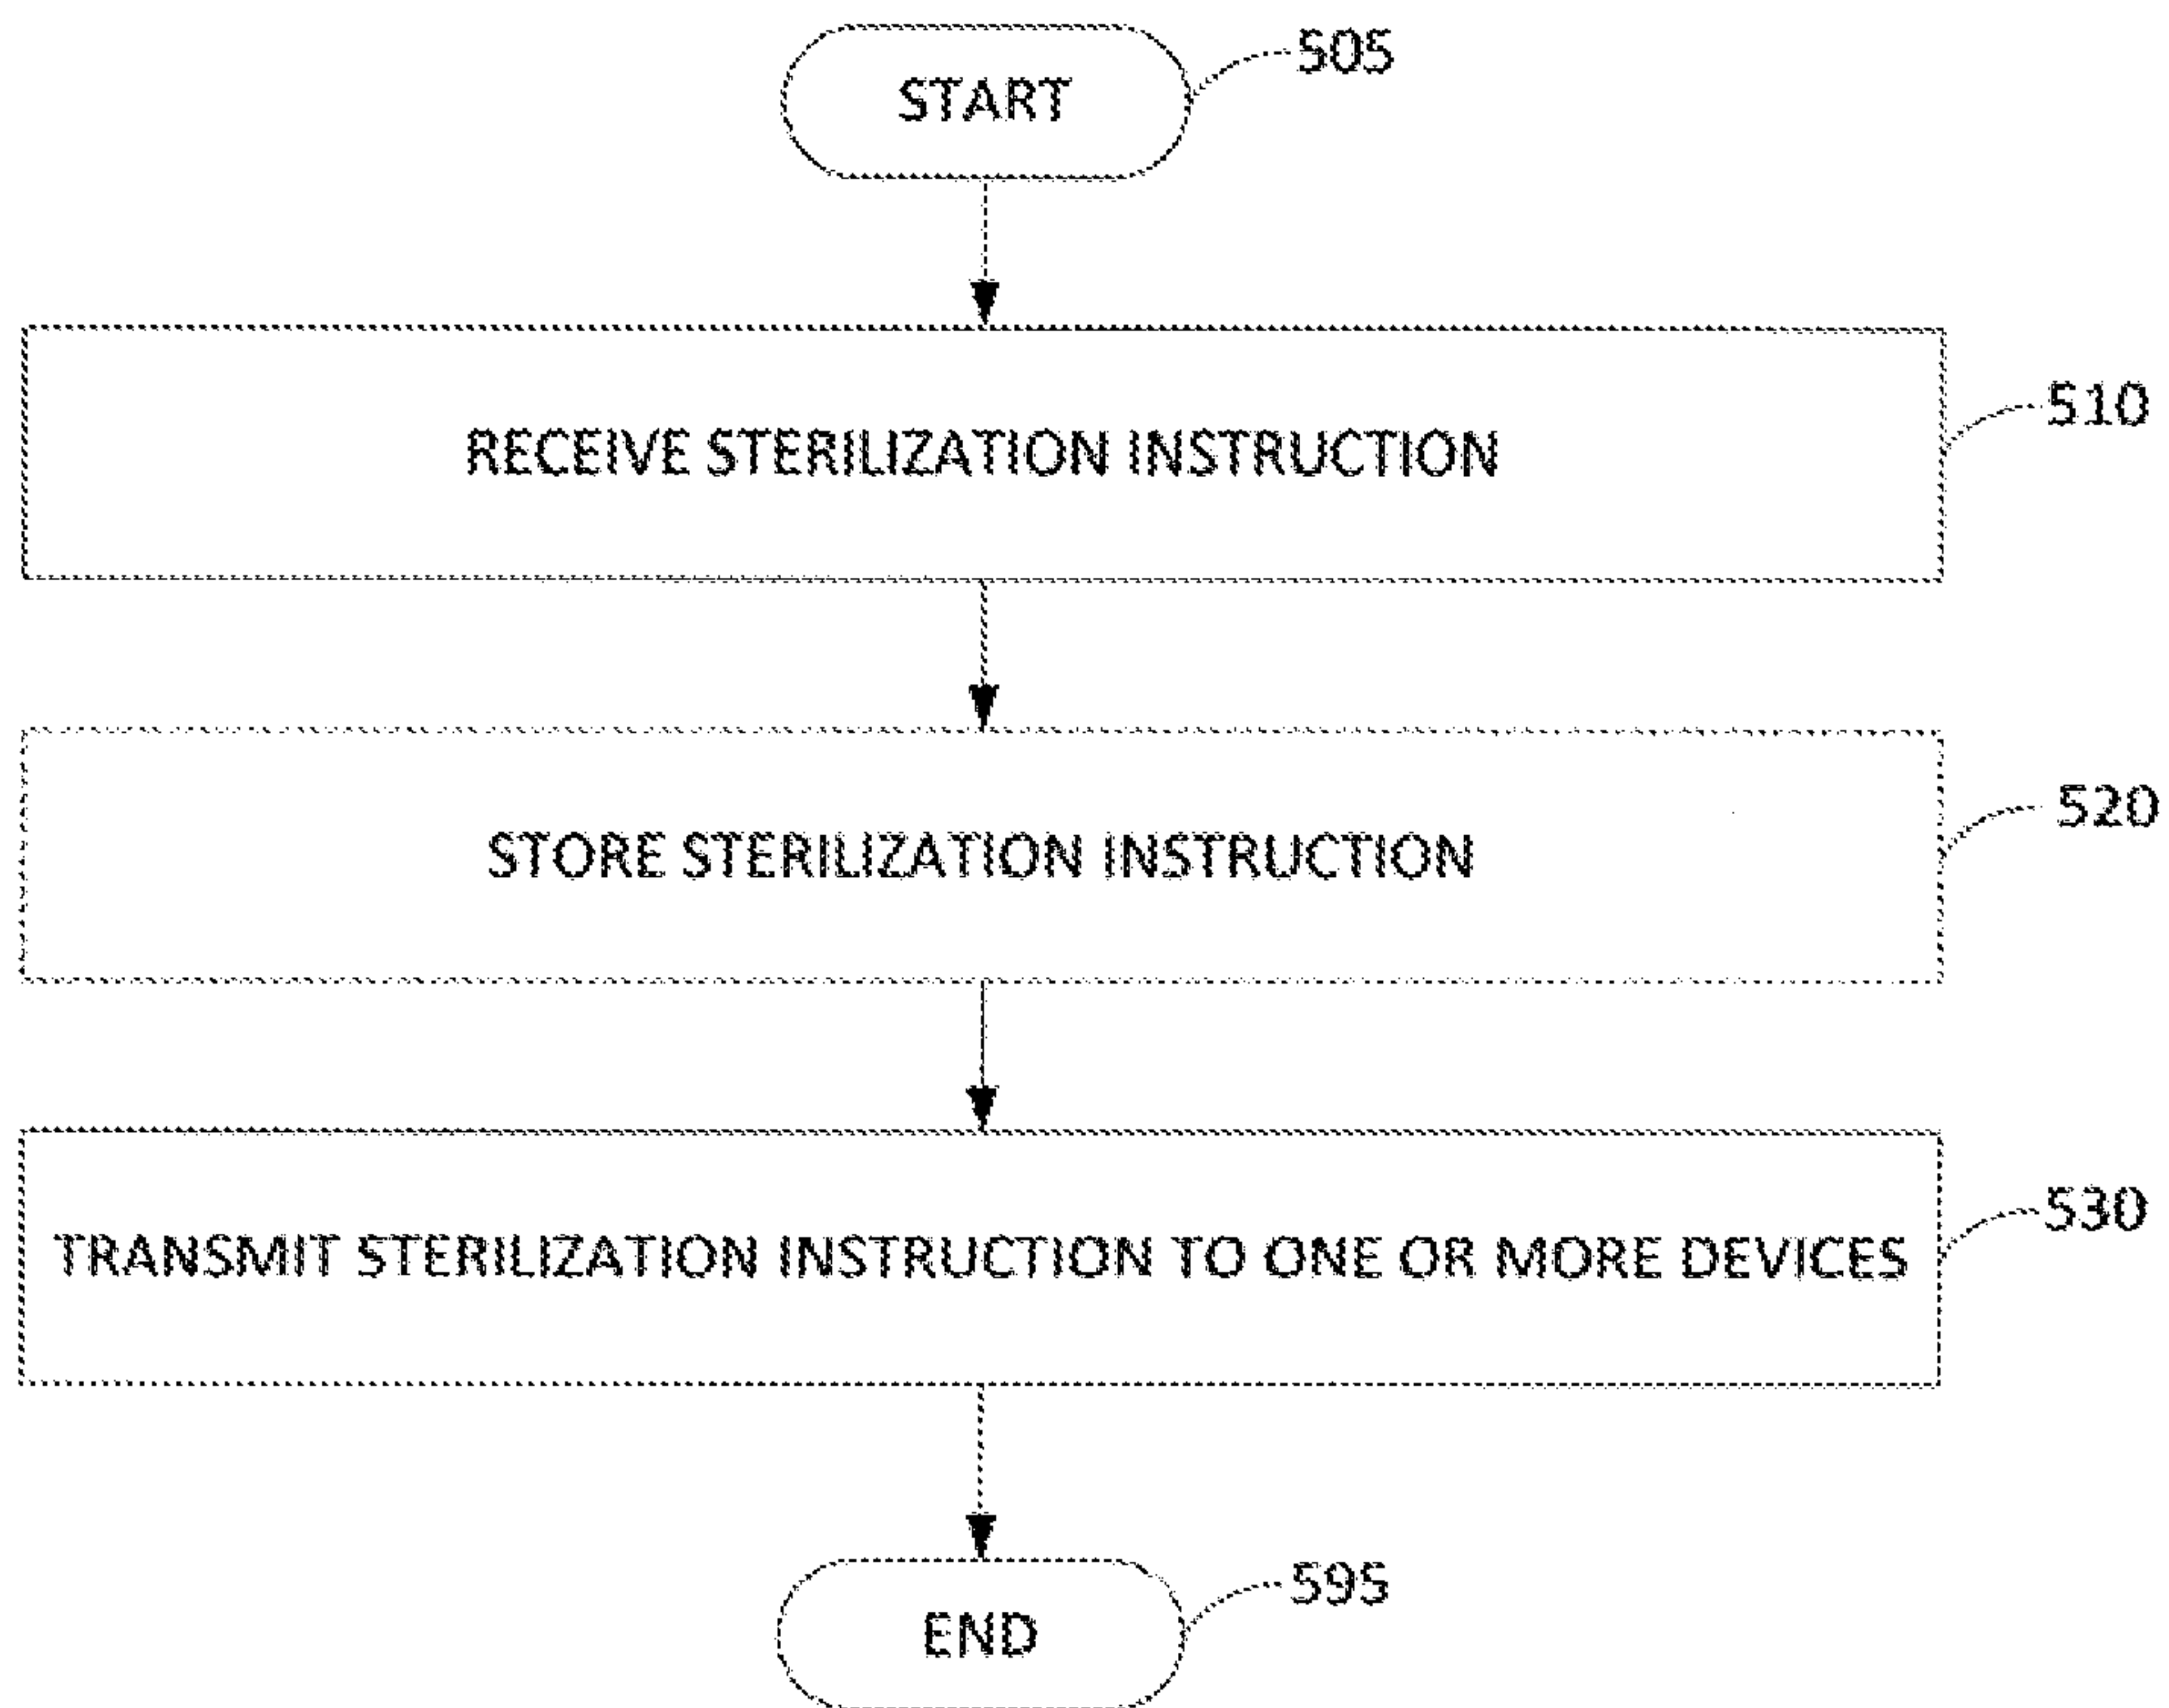 START
505
RECEIVE STERILIZATION INSTRUCTION
510
STORE STERILIZATION INSTRUCTION
520
TRANSMIT STERILIZATION INSTRUCTION TO ONE OR MORE DEVICES
530
END
595